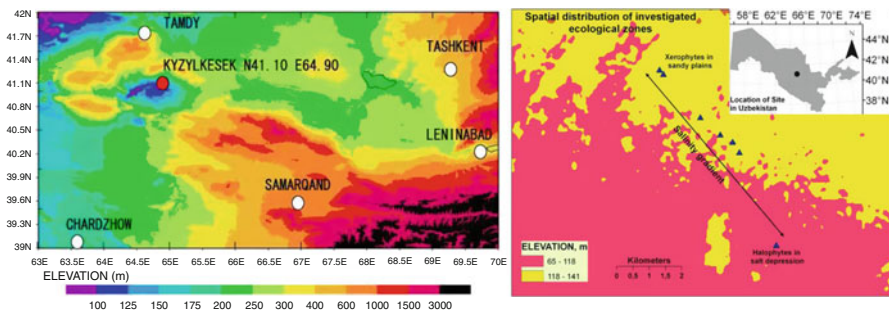 42N
41.7N
41.4N
41.1N
40.8N
40.5N
40.2N
39.9N
39.6N
39.3N
39N
TAMDY
TASHKENT
KYZYLKESEK N41.10 E64.90
LENINABAD
SAMARQAND
CHARDZHOW
63E 63.5E 64E 64.5E 65E 65.5E 66E 66.5E 67E 67.5E 68E 68.5E 69E 69.5E 70E
ELEVATION (m)
100 125 150 175 200 250 300 400 600 1000 1500 3000
Spatial distribution of investigated
ecological zones
58°E 62°E 66°E 70°E 74°E
44°N
42°N
40°N
38°N
N
Location of Site
in Uzbekistan
Xerophytes in
sandy plains
Salinity gradient
Halophytes in
salt depression
ELEVATION, m
65 - 118
118 - 141
Kilometers
0 0.5 1 1.5 2